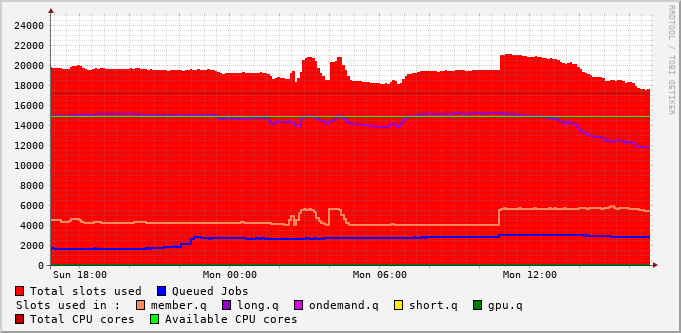 24000
22000
20000
18000
16000
14000
12000
10000
8000
6000
4000
2000
0
Sun 18:00 Mon 00:00 Mon 06:00 Mon 12:00
RRDTOOL / TOBI OETIKER
Total slots used Queued Jobs
Slots used in : member.q long.q ondemand.q short.q gpu.q
Total CPU cores Available CPU cores